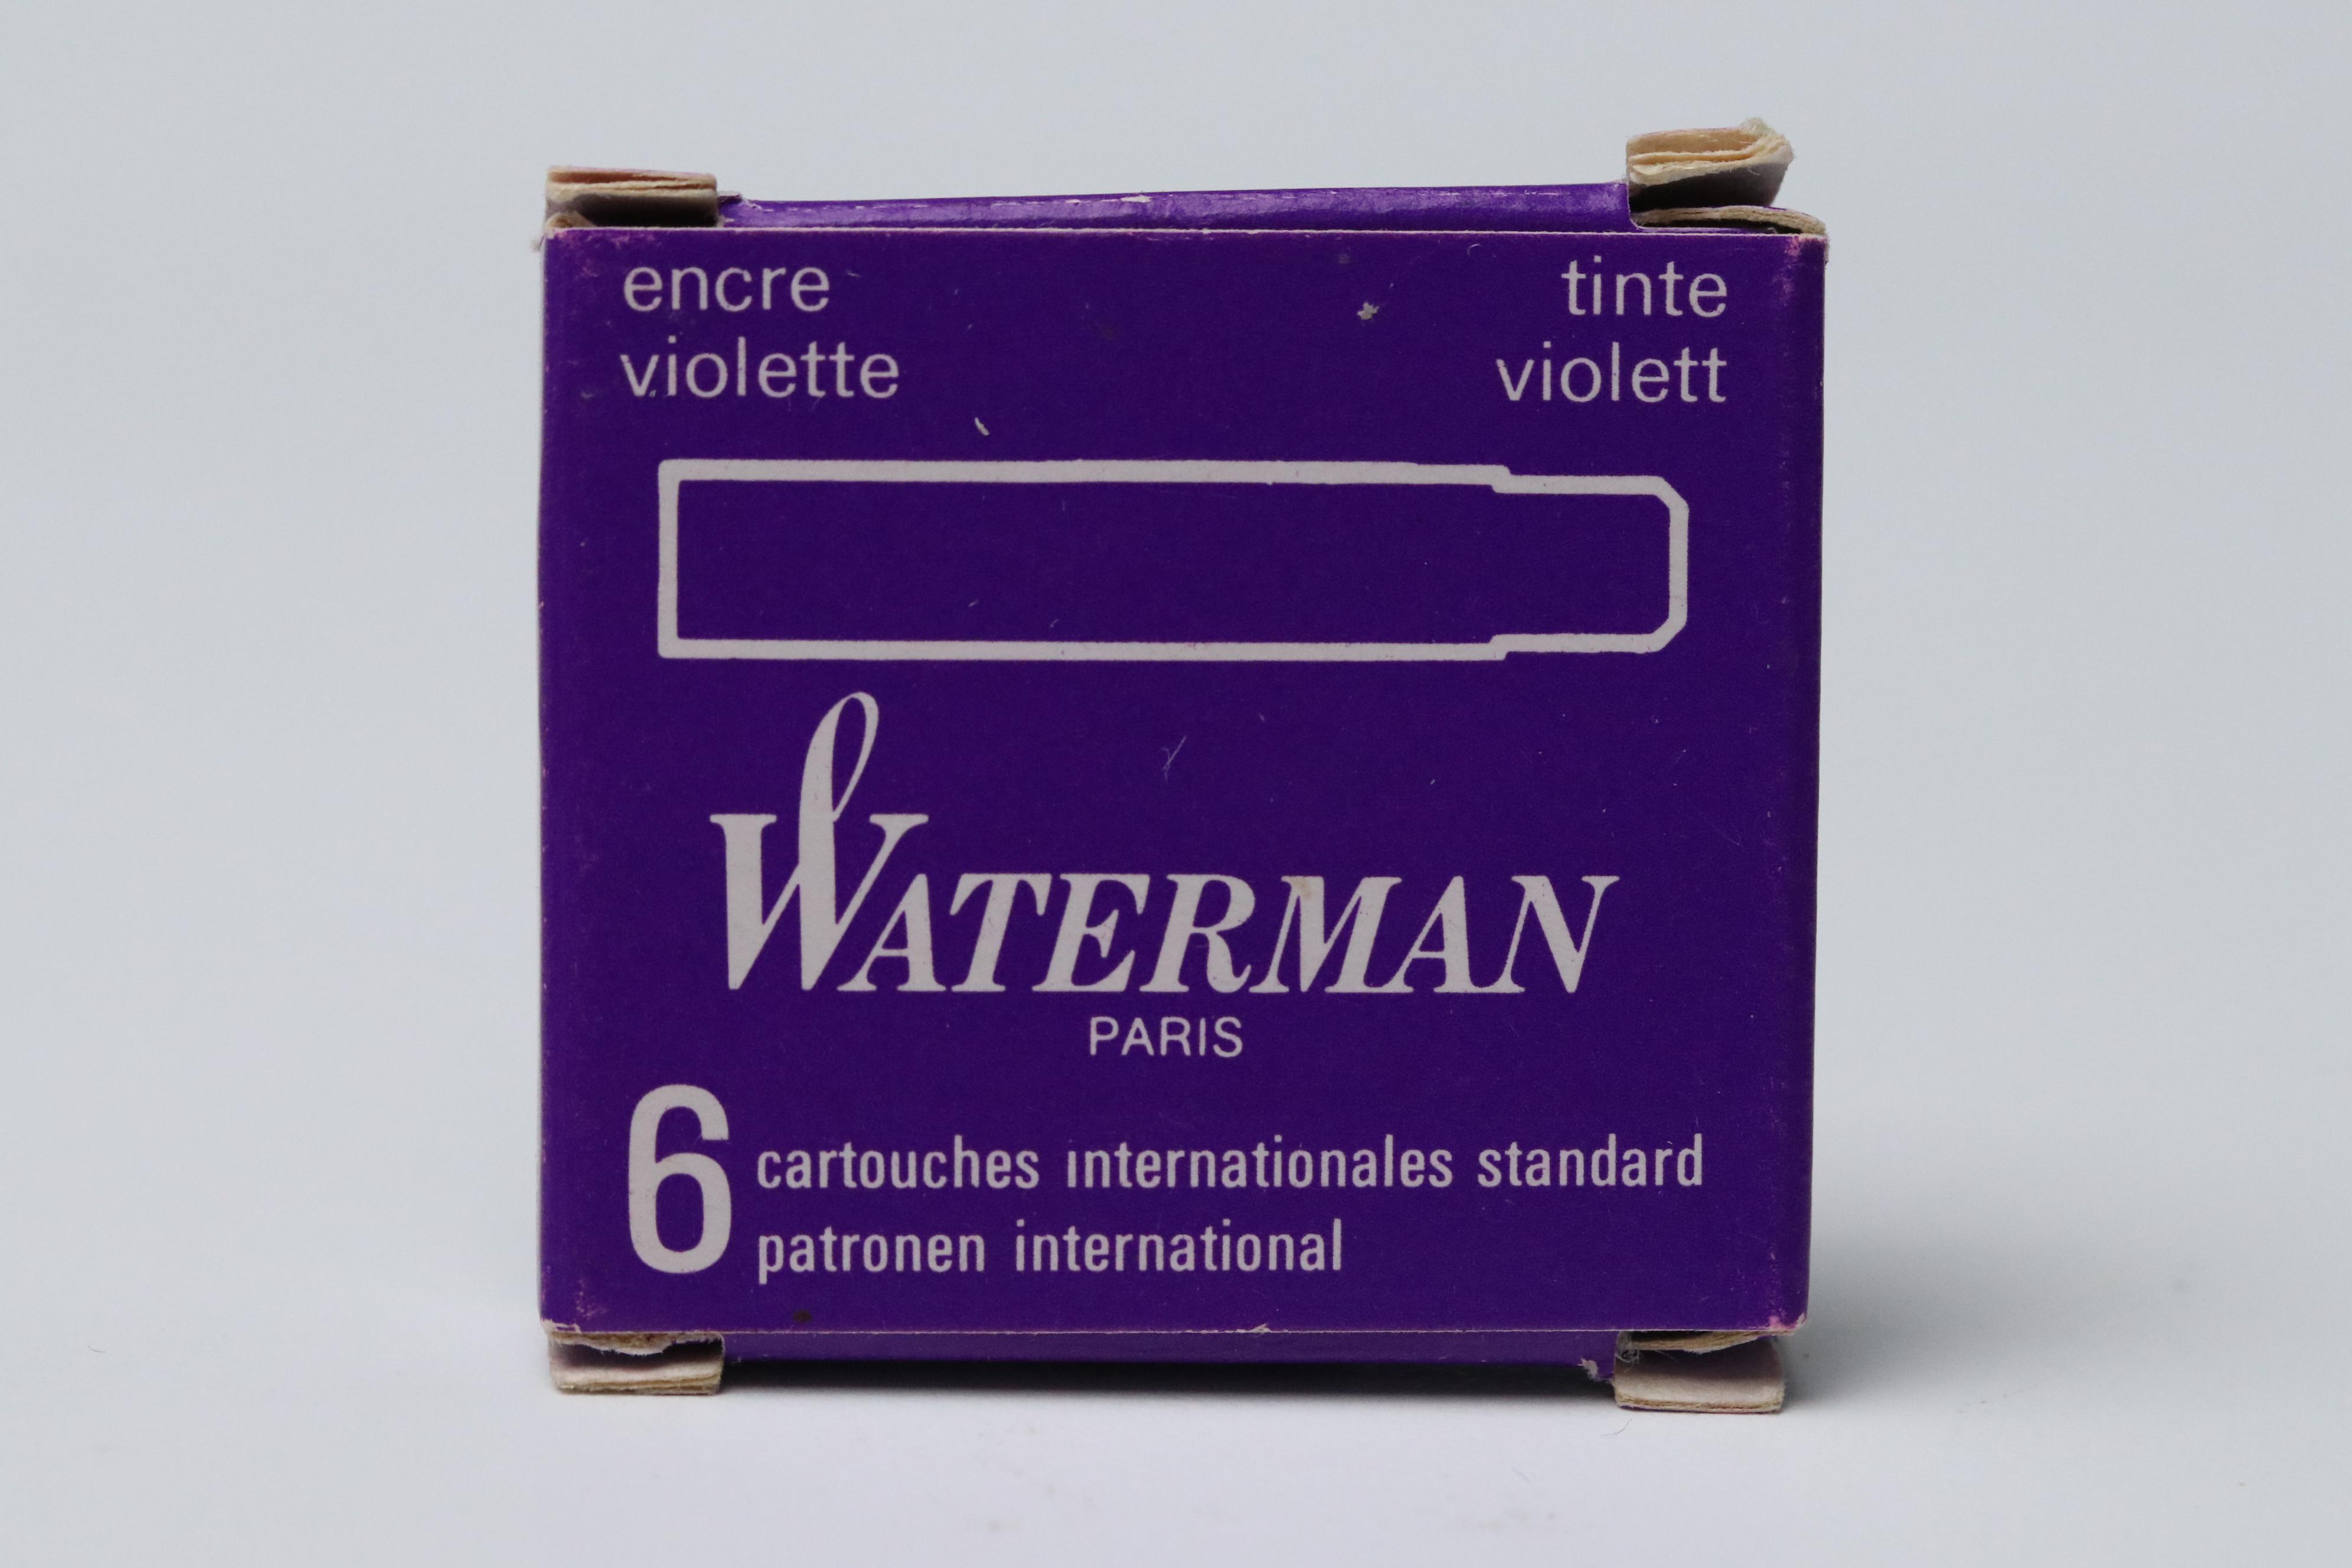 encre
violette
tinte
violett
WATERMAN
PARIS
6
cartouches internationales standard
patronen international